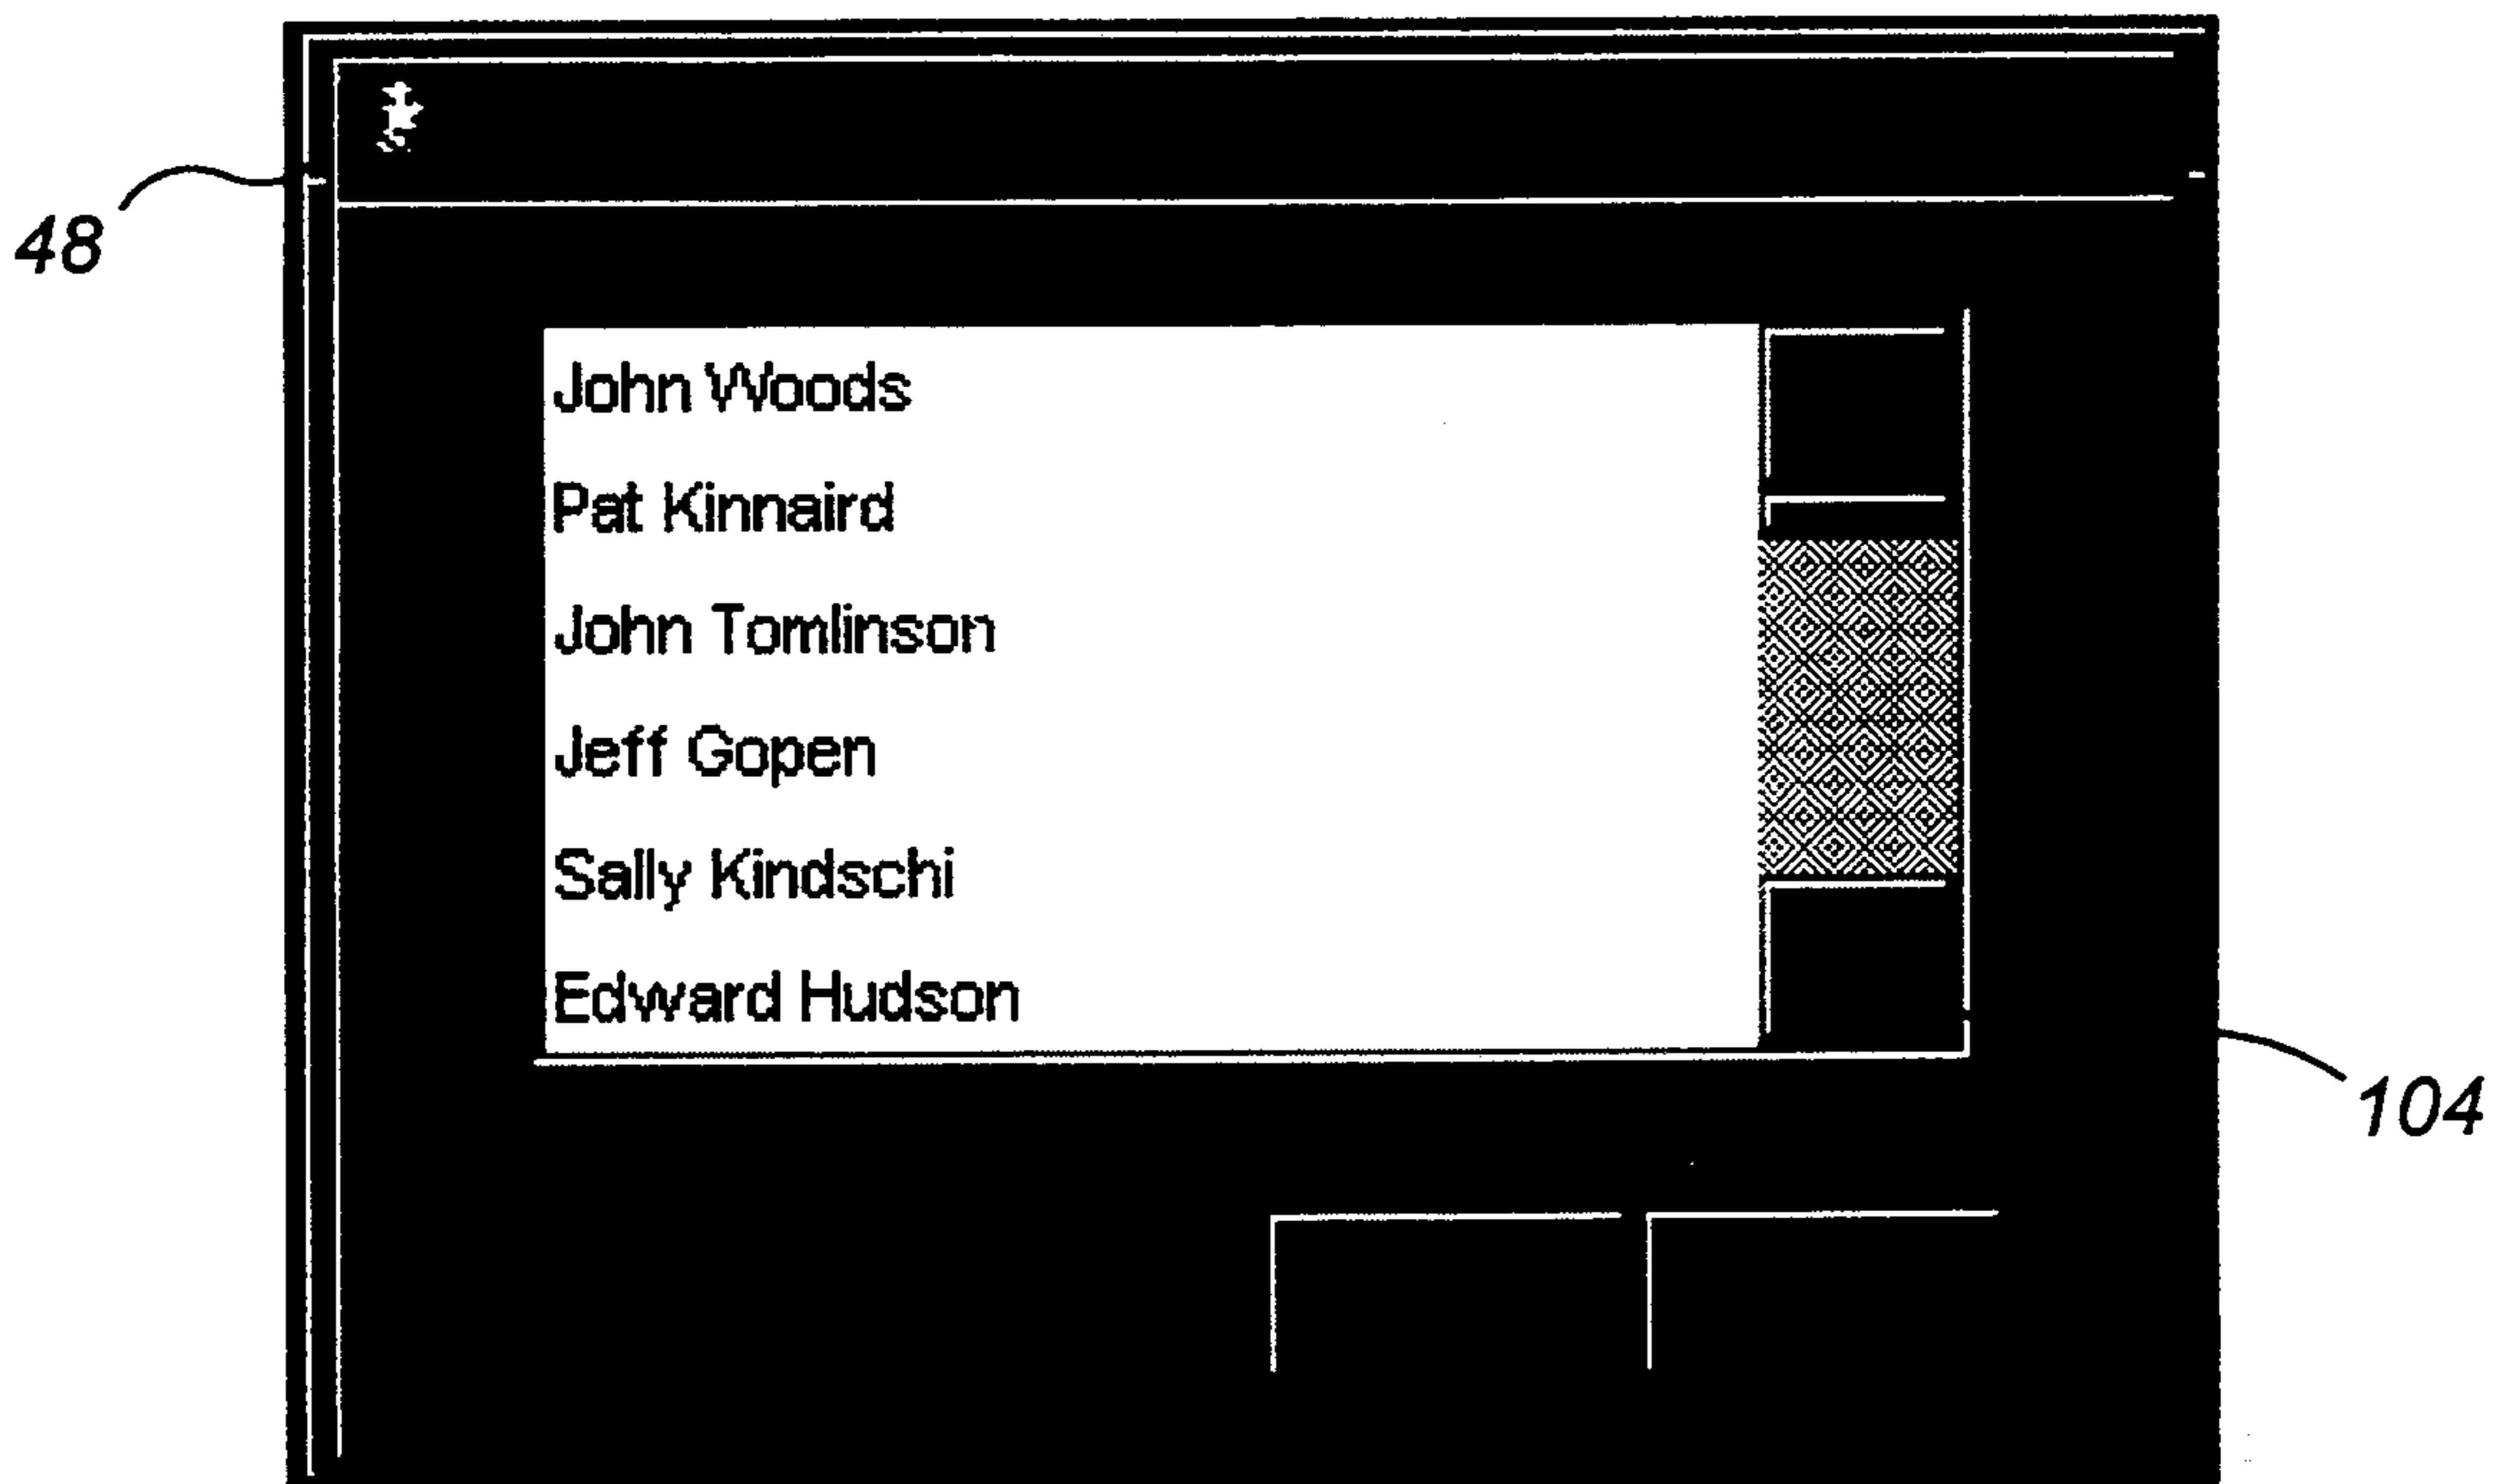 48
John Woods
Pat Kinnaird
John Tomlinson
Jeff Gopen
Sally Kindschi
Edward Hudson
104